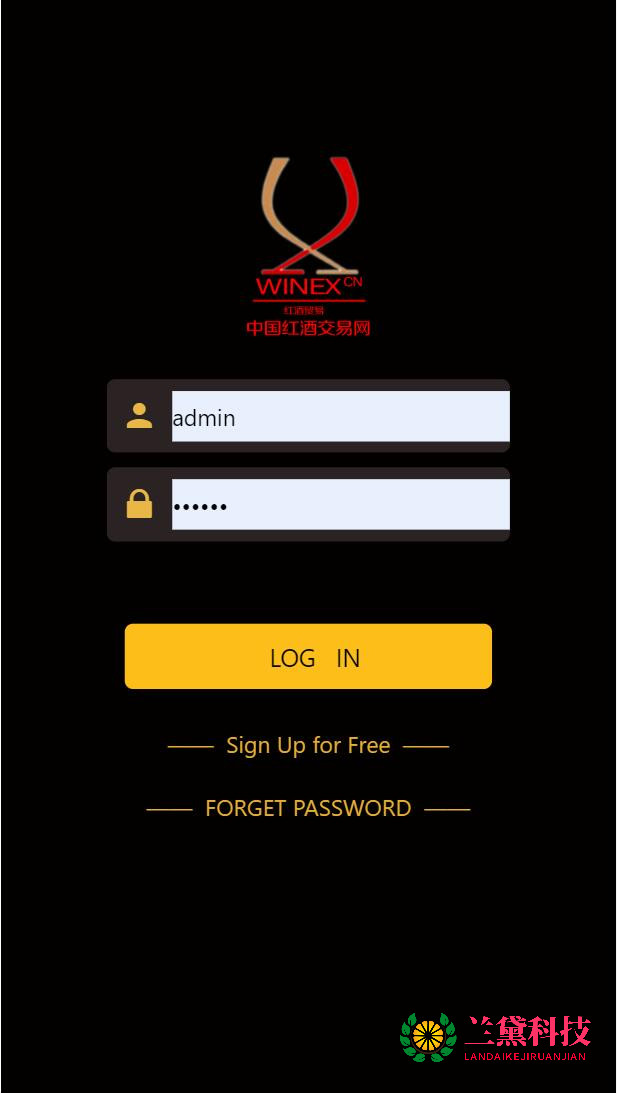 WINEX CN
红酒贸易
中国红酒交易网
admin
••••••
LOG IN
Sign Up for Free
FORGET PASSWORD
兰黛科技
LANDAIKEJIRUANJIAN